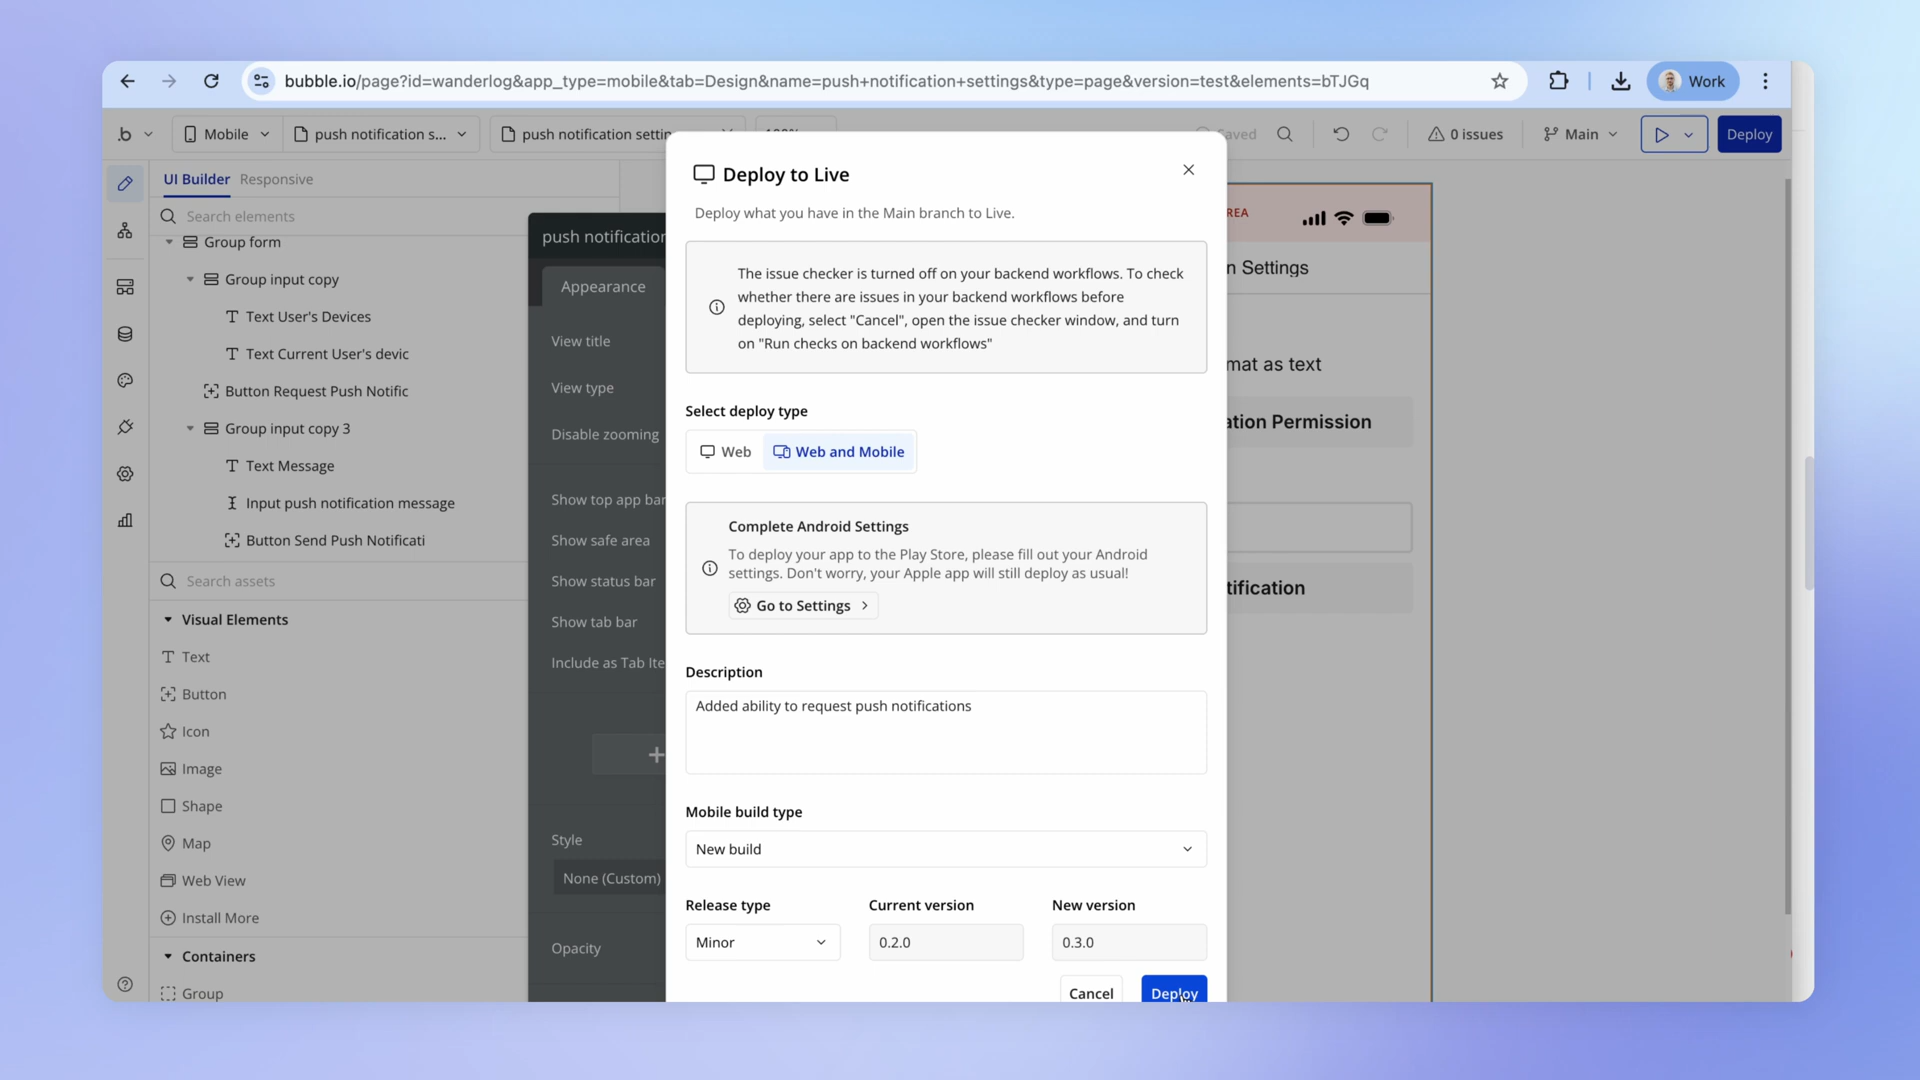 bubble.io/page?id=wanderlog&app_type=mobile&tab=Design&name=push+notification+settings&type=page&version=test&elements=bTJGq
Work
.b
Mobile
push notification s...
push notification settin
Saved
0 issues
Main
Deploy
UI Builder
Responsive
Search elements
Group form
Group input copy
Text User's Devices
Text Current User's devic
Button Request Push Notific
Group input copy 3
Text Message
Input push notification message
Button Send Push Notificati
Search assets
Visual Elements
Text
Button
Icon
Image
Shape
Map
Web View
Install More
Containers
Group
push notification
Appearance
View title
View type
Disable zooming
Show top app bar
Show safe area
Show status bar
Show tab bar
Include as Tab Ite
Style
None (Custom)
Opacity
Deploy to Live
Deploy what you have in the Main branch to Live.
The issue checker is turned off on your backend workflows. To check
whether there are issues in your backend workflows before
deploying, select "Cancel", open the issue checker window, and turn
on "Run checks on backend workflows"
Select deploy type
Web
Web and Mobile
Complete Android Settings
To deploy your app to the Play Store, please fill out your Android
settings. Don't worry, your Apple app will still deploy as usual!
Go to Settings
Description
Added ability to request push notifications
Mobile build type
New build
Release type
Current version
New version
Minor
0.2.0
0.3.0
Cancel
Deploy
REA
n Settings
mat as text
ation Permission
tification